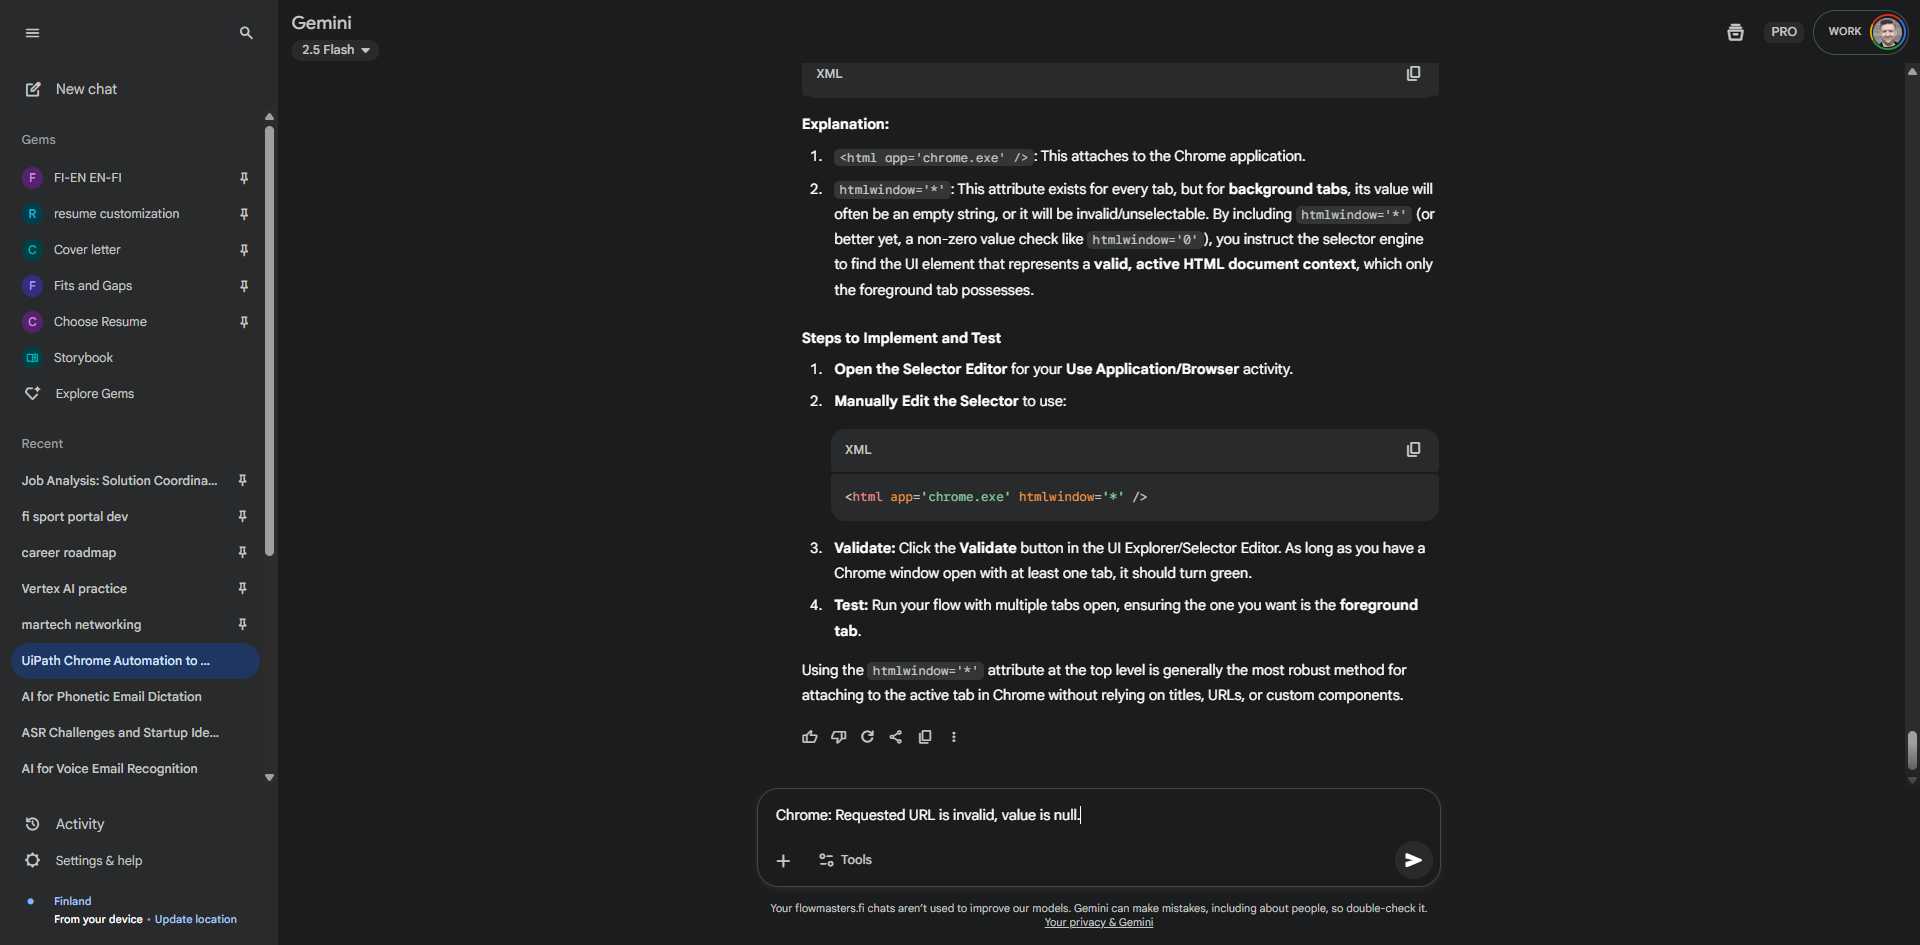 Gemini
2.5 Flash
PRO
WORK
New chat
Gems
F FI-EN EN-FI
R resume customization
C Cover letter
F Fits and Gaps
C Choose Resume
Storybook
Explore Gems
Recent
Job Analysis: Solution Coordina...
fi sport portal dev
career roadmap
Vertex AI practice
martech networking
UiPath Chrome Automation to ...
AI for Phonetic Email Dictation
ASR Challenges and Startup Ide...
AI for Voice Email Recognition
Activity
Settings & help
Finland
From your device • Update location
XML
Explanation:
1. <html app='chrome.exe' />: This attaches to the Chrome application.
2. htmlwindow='*': This attribute exists for every tab, but for background tabs, its value will
often be an empty string, or it will be invalid/unselectable. By including htmlwindow='*' (or
better yet, a non-zero value check like htmlwindow='0'), you instruct the selector engine
to find the UI element that represents a valid, active HTML document context, which only
the foreground tab possesses.
Steps to Implement and Test
1. Open the Selector Editor for your Use Application/Browser activity.
2. Manually Edit the Selector to use:
XML
<html app='chrome.exe' htmlwindow='*' />
3. Validate: Click the Validate button in the UI Explorer/Selector Editor. As long as you have a
Chrome window open with at least one tab, it should turn green.
4. Test: Run your flow with multiple tabs open, ensuring the one you want is the foreground
tab.
Using the htmlwindow='*' attribute at the top level is generally the most robust method for
attaching to the active tab in Chrome without relying on titles, URLs, or custom components.
Chrome: Requested URL is invalid, value is null.
Tools
Your flowmasters.fi chats aren't used to improve our models. Gemini can make mistakes, including about people, so double-check it.
Your privacy & Gemini